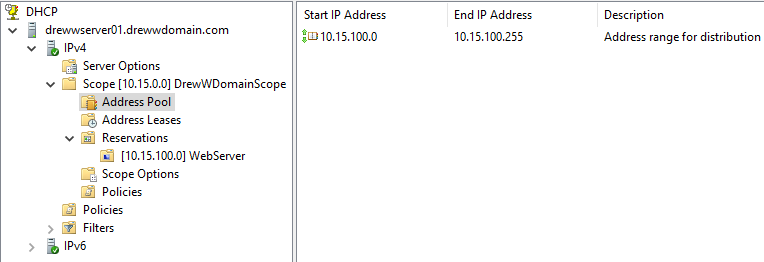 DHCP
drewwserver01.drewwdomain.com
IPv4
Server Options
Scope [10.15.0.0] DrewWDomainScope
Address Pool
Address Leases
Reservations
[10.15.100.0] WebServer
Scope Options
Policies
Policies
Filters
IPv6
Start IP Address End IP Address Description
10.15.100.0 10.15.100.255 Address range for distribution